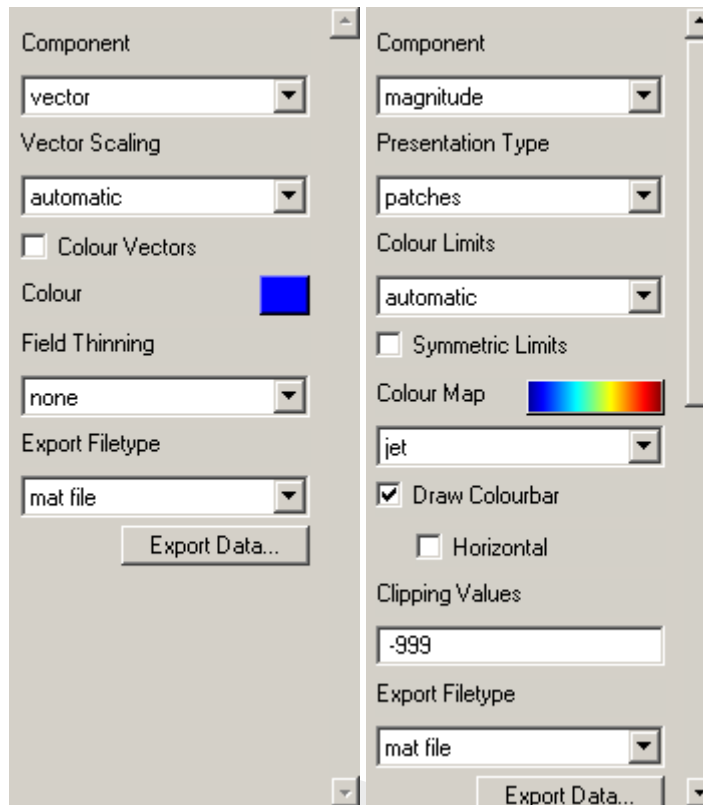 Component
vector
Vector Scaling
automatic
Colour Vectors
Colour
Field Thinning
none
Export Filetype
mat file
Export Data...
Component
magnitude
Presentation Type
patches
Colour Limits
automatic
Symmetric Limits
Colour Map
jet
Draw Colourbar
Horizontal
Clipping Values
-999
Export Filetype
mat file
Export Data...